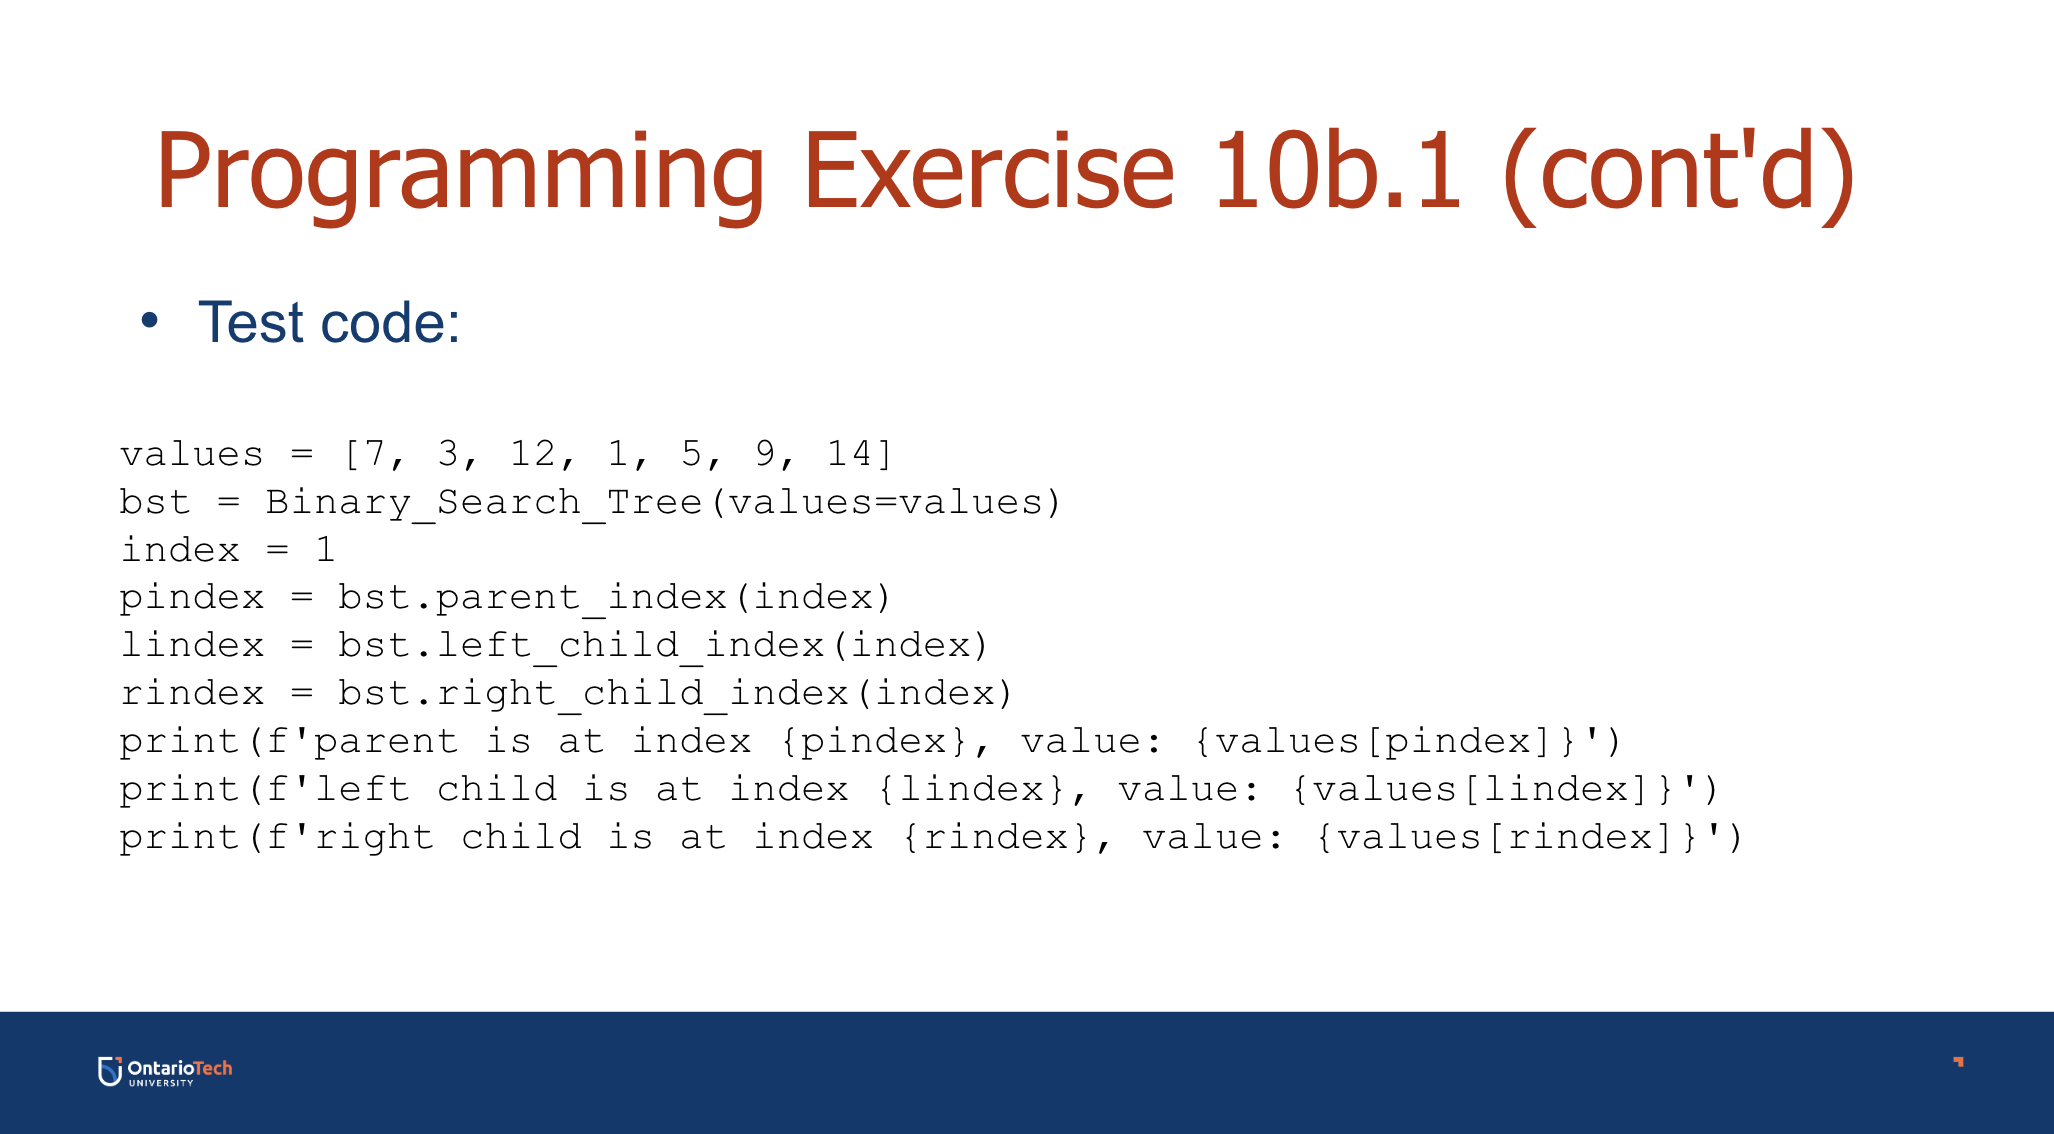 Programming Exercise 10b.1 (cont'd)
• Test code:
values = [7, 3, 12, 1, 5, 9, 14]
bst = Binary_Search_Tree(values=values)
index = 1
pindex = bst.parent_index(index)
lindex = bst.left_child_index(index)
rindex = bst.right_child_index(index)
print(f'parent is at index {pindex}, value: {values[pindex]}')
print(f'left child is at index {lindex}, value: {values[lindex]}')
print(f'right child is at index {rindex}, value: {values[rindex]}')
OntarioTech
UNIVERSITY